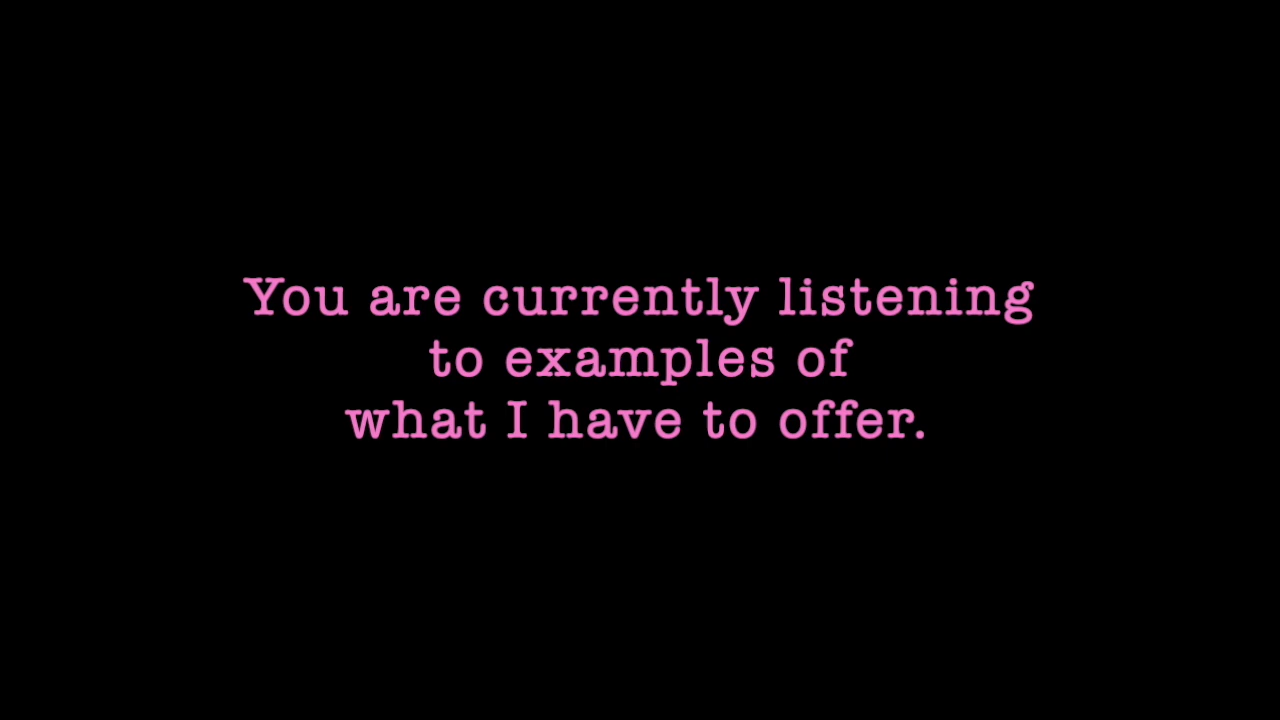 You are currently listening
to examples of
what I have to offer.